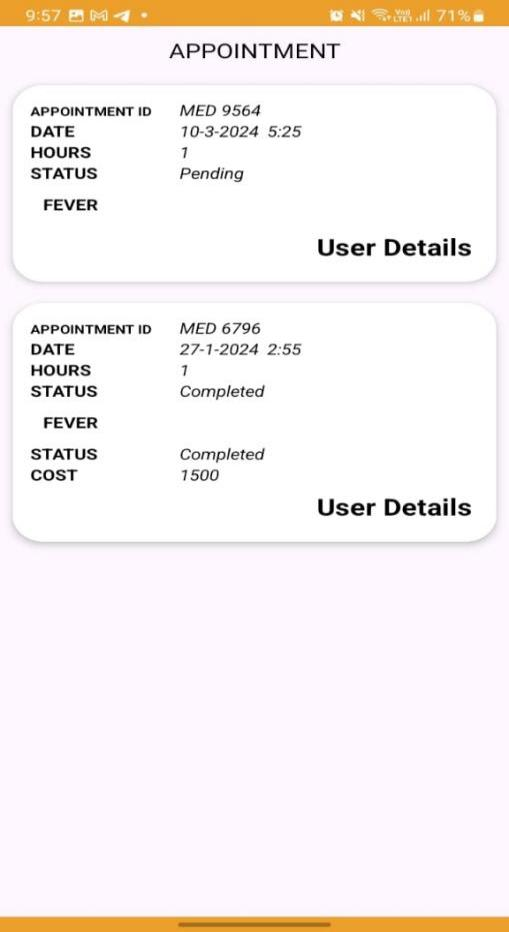 9:57 71%
APPOINTMENT
APPOINTMENT ID MED 9564
DATE 10-3-2024 5:25
HOURS 1
STATUS Pending
FEVER
User Details
APPOINTMENT ID MED 6796
DATE 27-1-2024 2:55
HOURS 1
STATUS Completed
FEVER
STATUS Completed
COST 1500
User Details